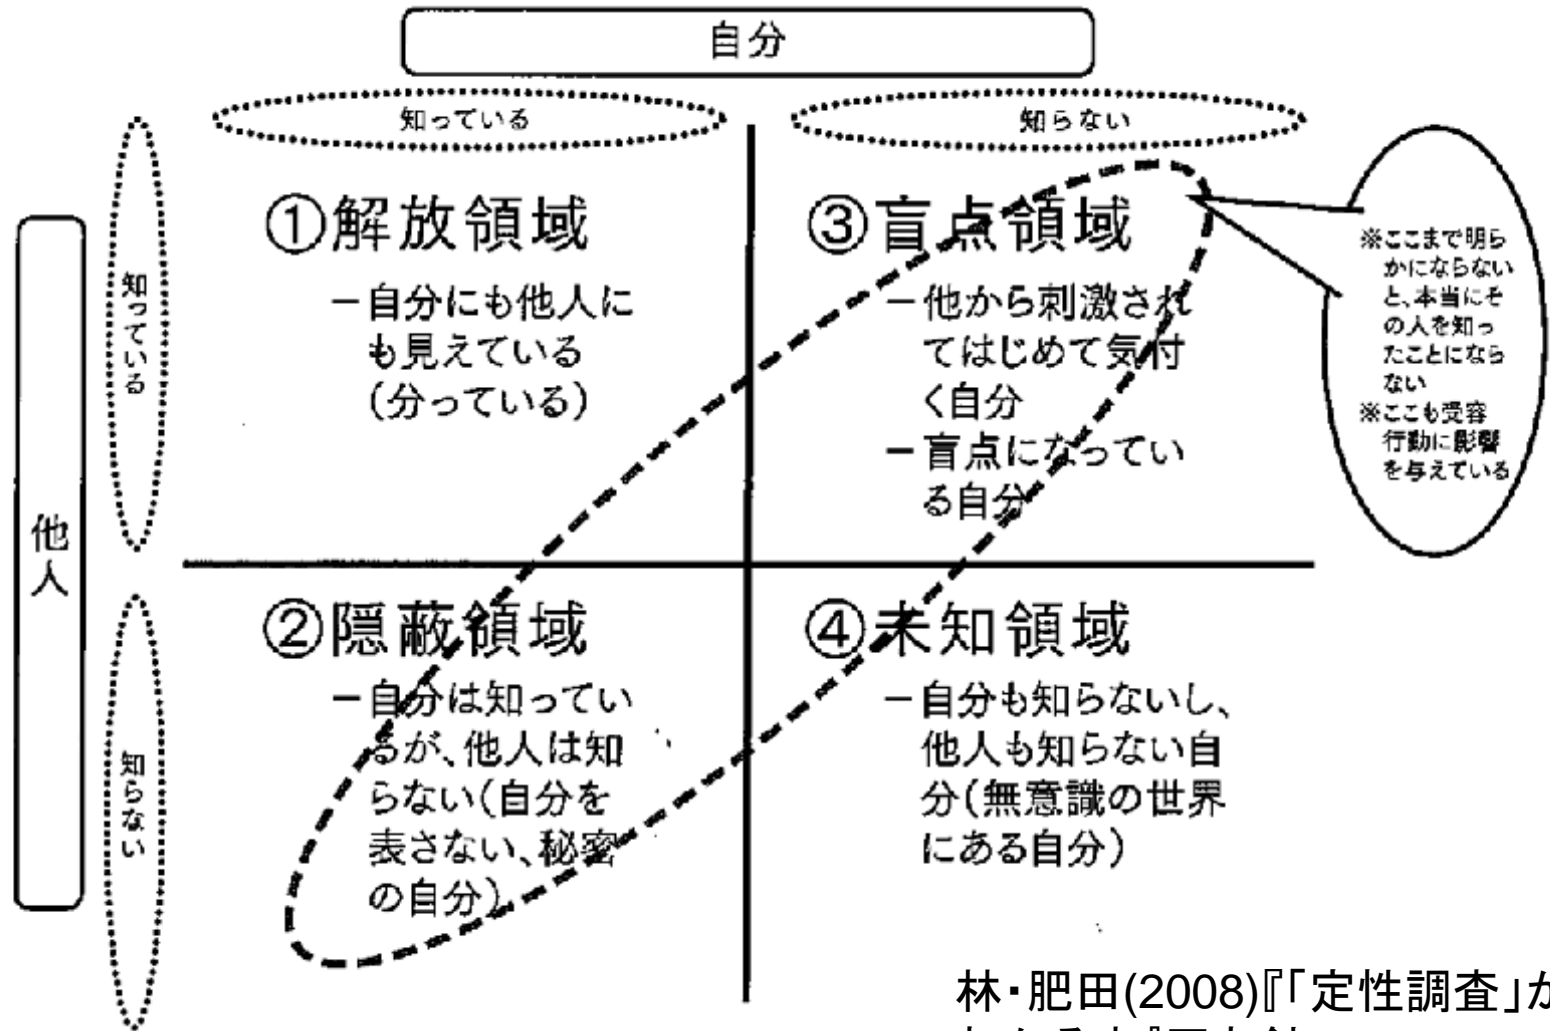 自分
知っている
知らない
他人
知っている
知らない
①解放領域
－自分にも他人に
も見えている
（分っている）
③盲点領域
－他から刺激され
てはじめて気付
く自分
－盲点になってい
る自分
※ここまで明ら
かにならない
と、本当にそ
の人を知っ
たことになら
ない
※ここも受容
行動に影響
を与えている
②隠蔽領域
－自分は知ってい
るが、他人は知
らない（自分を
表さない、秘密
の自分）
④未知領域
－自分も知らないし、
他人も知らない自
分（無意識の世界
にある自分）
林・肥田(2008)『「定性調査」が